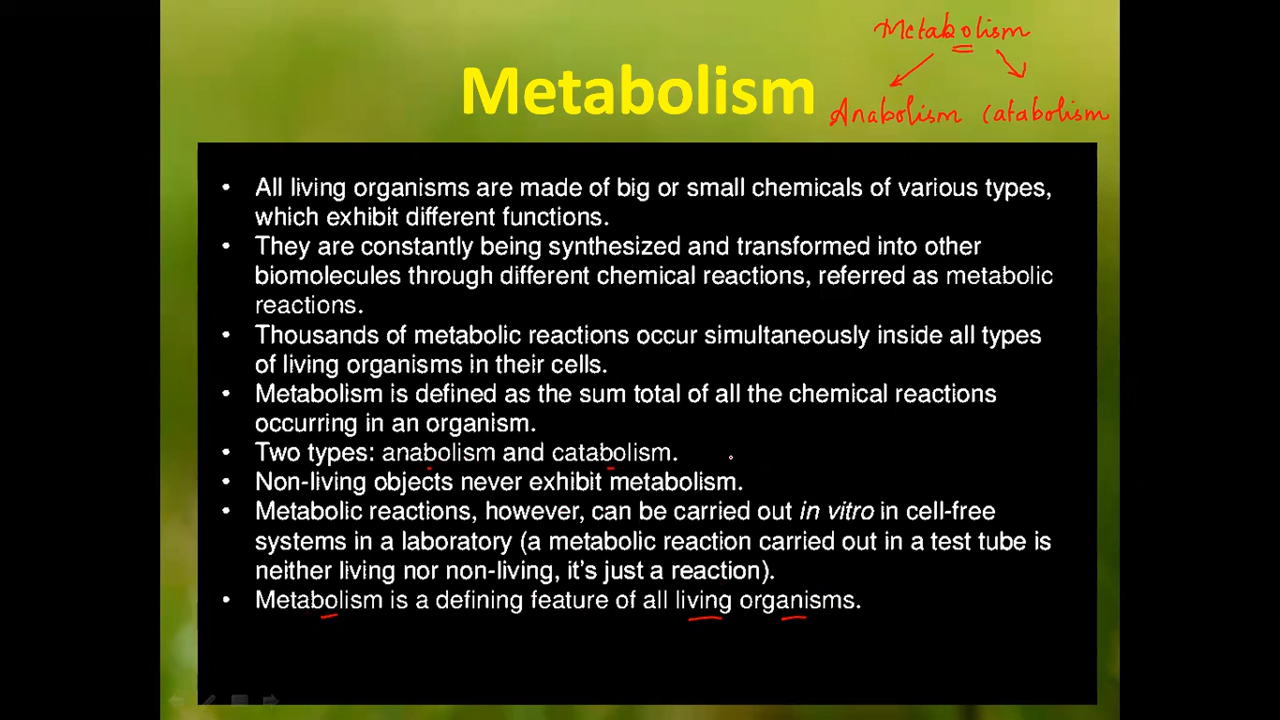 Metabolism
Metabolism
Anabolism Catabolism
• All living organisms are made of big or small chemicals of various types,
which exhibit different functions.
• They are constantly being synthesized and transformed into other
biomolecules through different chemical reactions, referred as metabolic
reactions.
• Thousands of metabolic reactions occur simultaneously inside all types
of living organisms in their cells.
• Metabolism is defined as the sum total of all the chemical reactions
occurring in an organism.
• Two types: anabolism and catabolism.
• Non-living objects never exhibit metabolism.
• Metabolic reactions, however, can be carried out in vitro in cell-free
systems in a laboratory (a metabolic reaction carried out in a test tube is
neither living nor non-living, it's just a reaction).
• Metabolism is a defining feature of all living organisms.